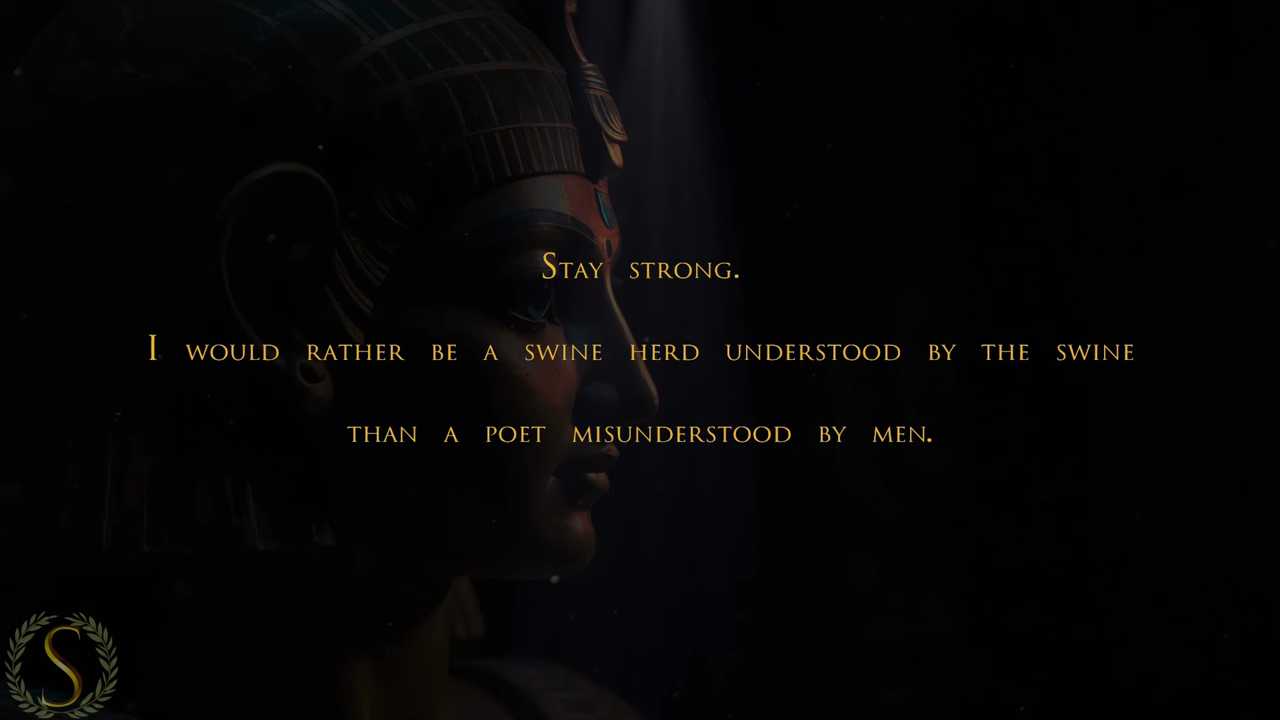 Stay strong.
I would rather be a swine herd understood by the swine
than a poet misunderstood by men.
S